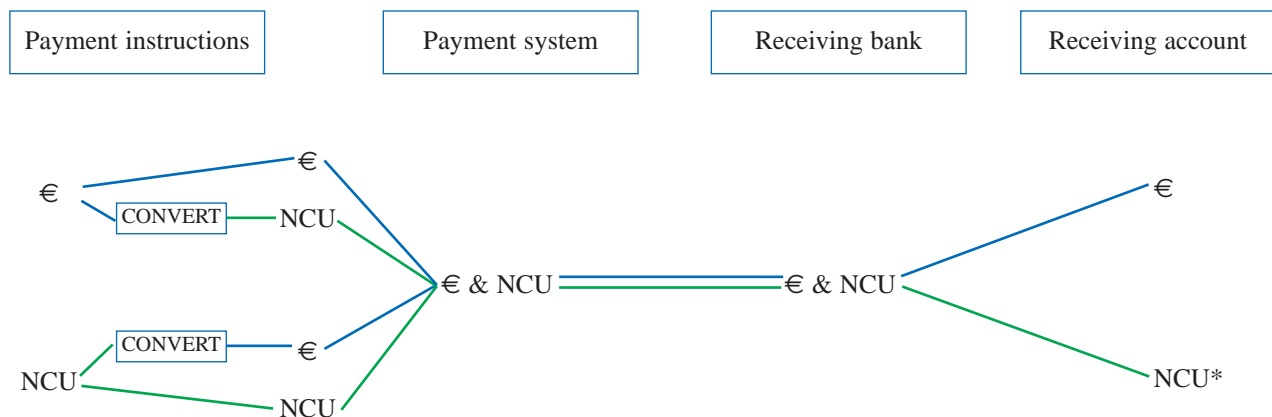 Payment instructions
Payment system
Receiving bank
Receiving account
€
€
CONVERT
NCU
€
€ & NCU
€ & NCU
CONVERT
€
NCU
NCU*
NCU